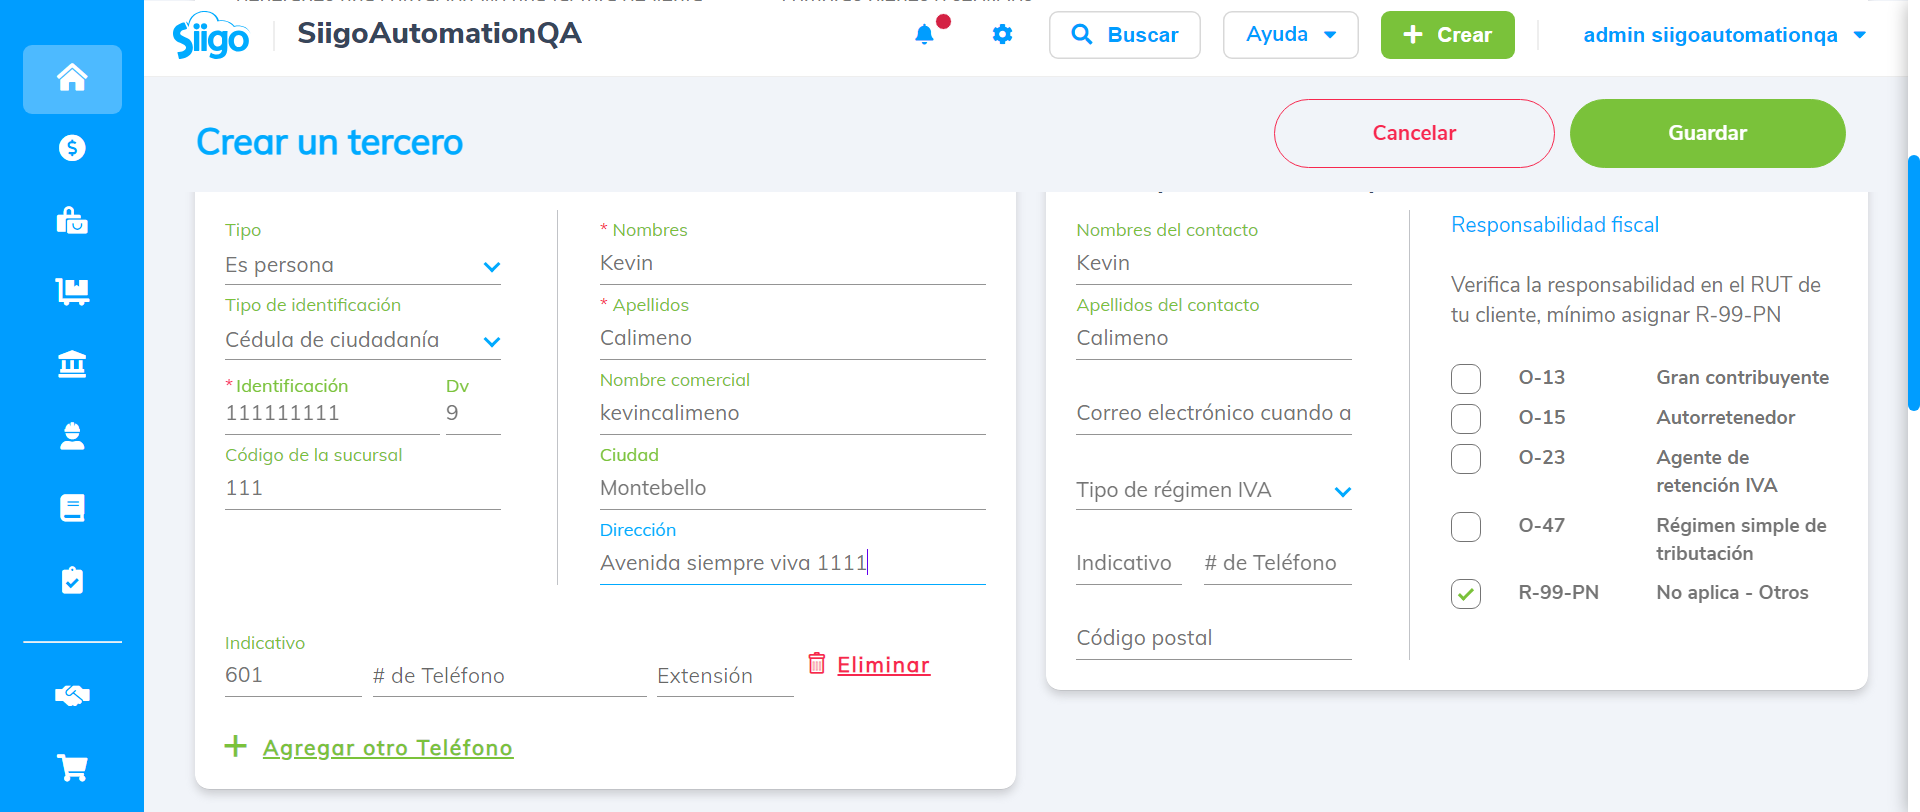 Siigo
SiigoAutomationQA
Buscar
Ayuda
Crear
admin siigoautomationqa
Crear un tercero
Cancelar
Guardar
Tipo
Es persona
Tipo de identificación
Cédula de ciudadanía
* Identificación
Dv
111111111
9
Código de la sucursal
111
* Nombres
Kevin
* Apellidos
Calimeno
Nombre comercial
kevincalimeno
Ciudad
Montebello
Dirección
Avenida siempre viva 1111
Indicativo
601
# de Teléfono
Extensión
Eliminar
Agregar otro Teléfono
Nombres del contacto
Kevin
Apellidos del contacto
Calimeno
Correo electrónico cuando a
Tipo de régimen IVA
Indicativo
# de Teléfono
Código postal
Responsabilidad fiscal
Verifica la responsabilidad en el RUT de
tu cliente, mínimo asignar R-99-PN
O-13 Gran contribuyente
O-15 Autorretenedor
O-23 Agente de
retención IVA
O-47 Régimen simple de
tributación
R-99-PN No aplica - Otros